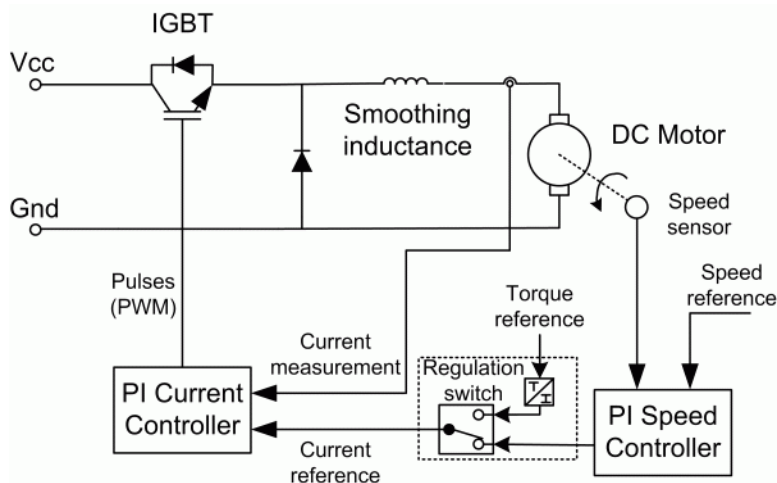 IGBT
Vcc
Smoothing
inductance
DC Motor
Gnd
Speed
sensor
Pulses
(PWM)
Speed
reference
Torque
reference
Current
measurement
Regulation
switch
T
I
PI Current
Controller
PI Speed
Controller
Current
reference